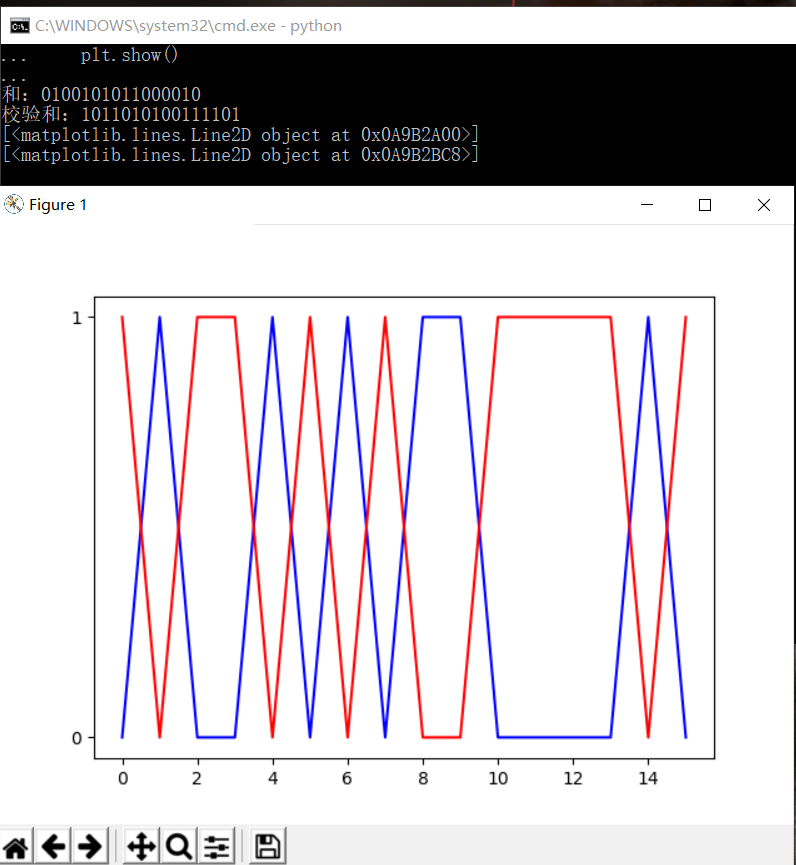 C:\WINDOWS\system32\cmd.exe - python
...     plt.show()
...
和：0100101011000010
校验和：1011010100111101
[<matplotlib.lines.Line2D object at 0x0A9B2A00>]
[<matplotlib.lines.Line2D object at 0x0A9B2BC8>]
Figure 1
1
0
0 2 4 6 8 10 12 14